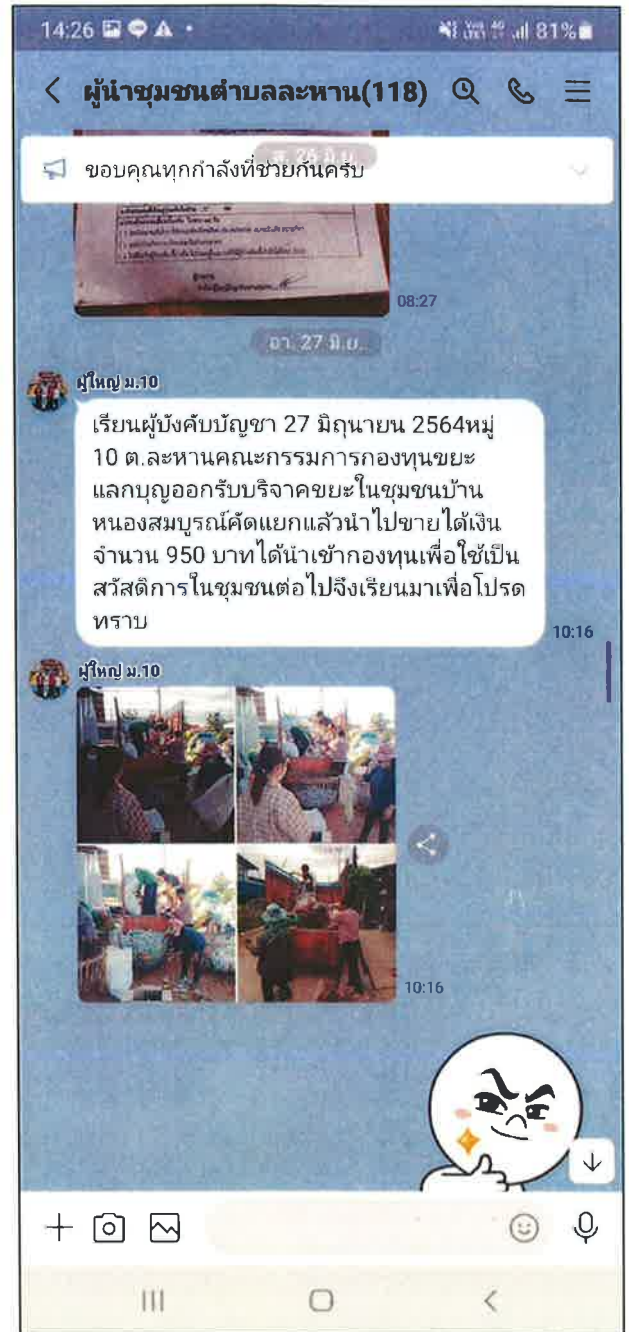 14:26 81%
ผู้นำชุมชนตำบลละหาน(118)
ส. 26 มิ.ย.
ขอบคุณทุกกำลังที่ช่วยกันครับ
08:27
อา. 27 มิ.ย.
ผู้ใหญ่ ม.10
เรียนผู้บังคับบัญชา 27 มิถุนายน 2564หมู่
10 ต.ละหานคณะกรรมการกองทุนขยะ
แลกบุญออกรับบริจาคขยะในชุมชนบ้าน
หนองสมบูรณ์คัดแยกแล้วนำไปขายได้เงิน
จำนวน 950 บาทได้นำเข้ากองทุนเพื่อใช้เป็น
สวัสดิการในชุมชนต่อไปจึงเรียนมาเพื่อโปรด
ทราบ
10:16
ผู้ใหญ่ ม.10
10:16